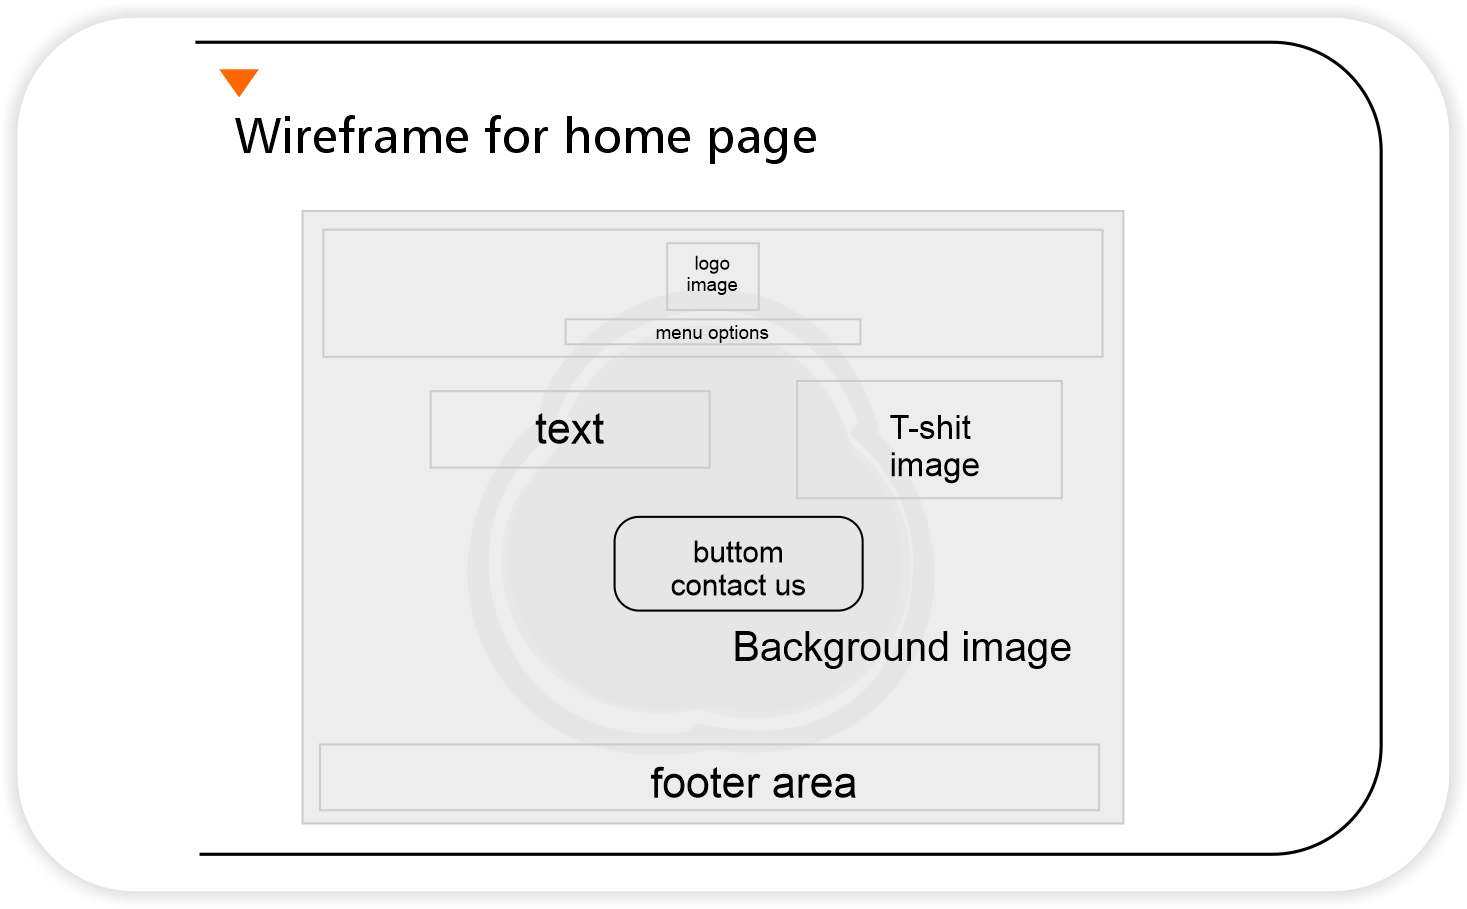 Wireframe for home page
logo
image
menu options
text
T-shit
image
buttom
contact us
Background image
footer area